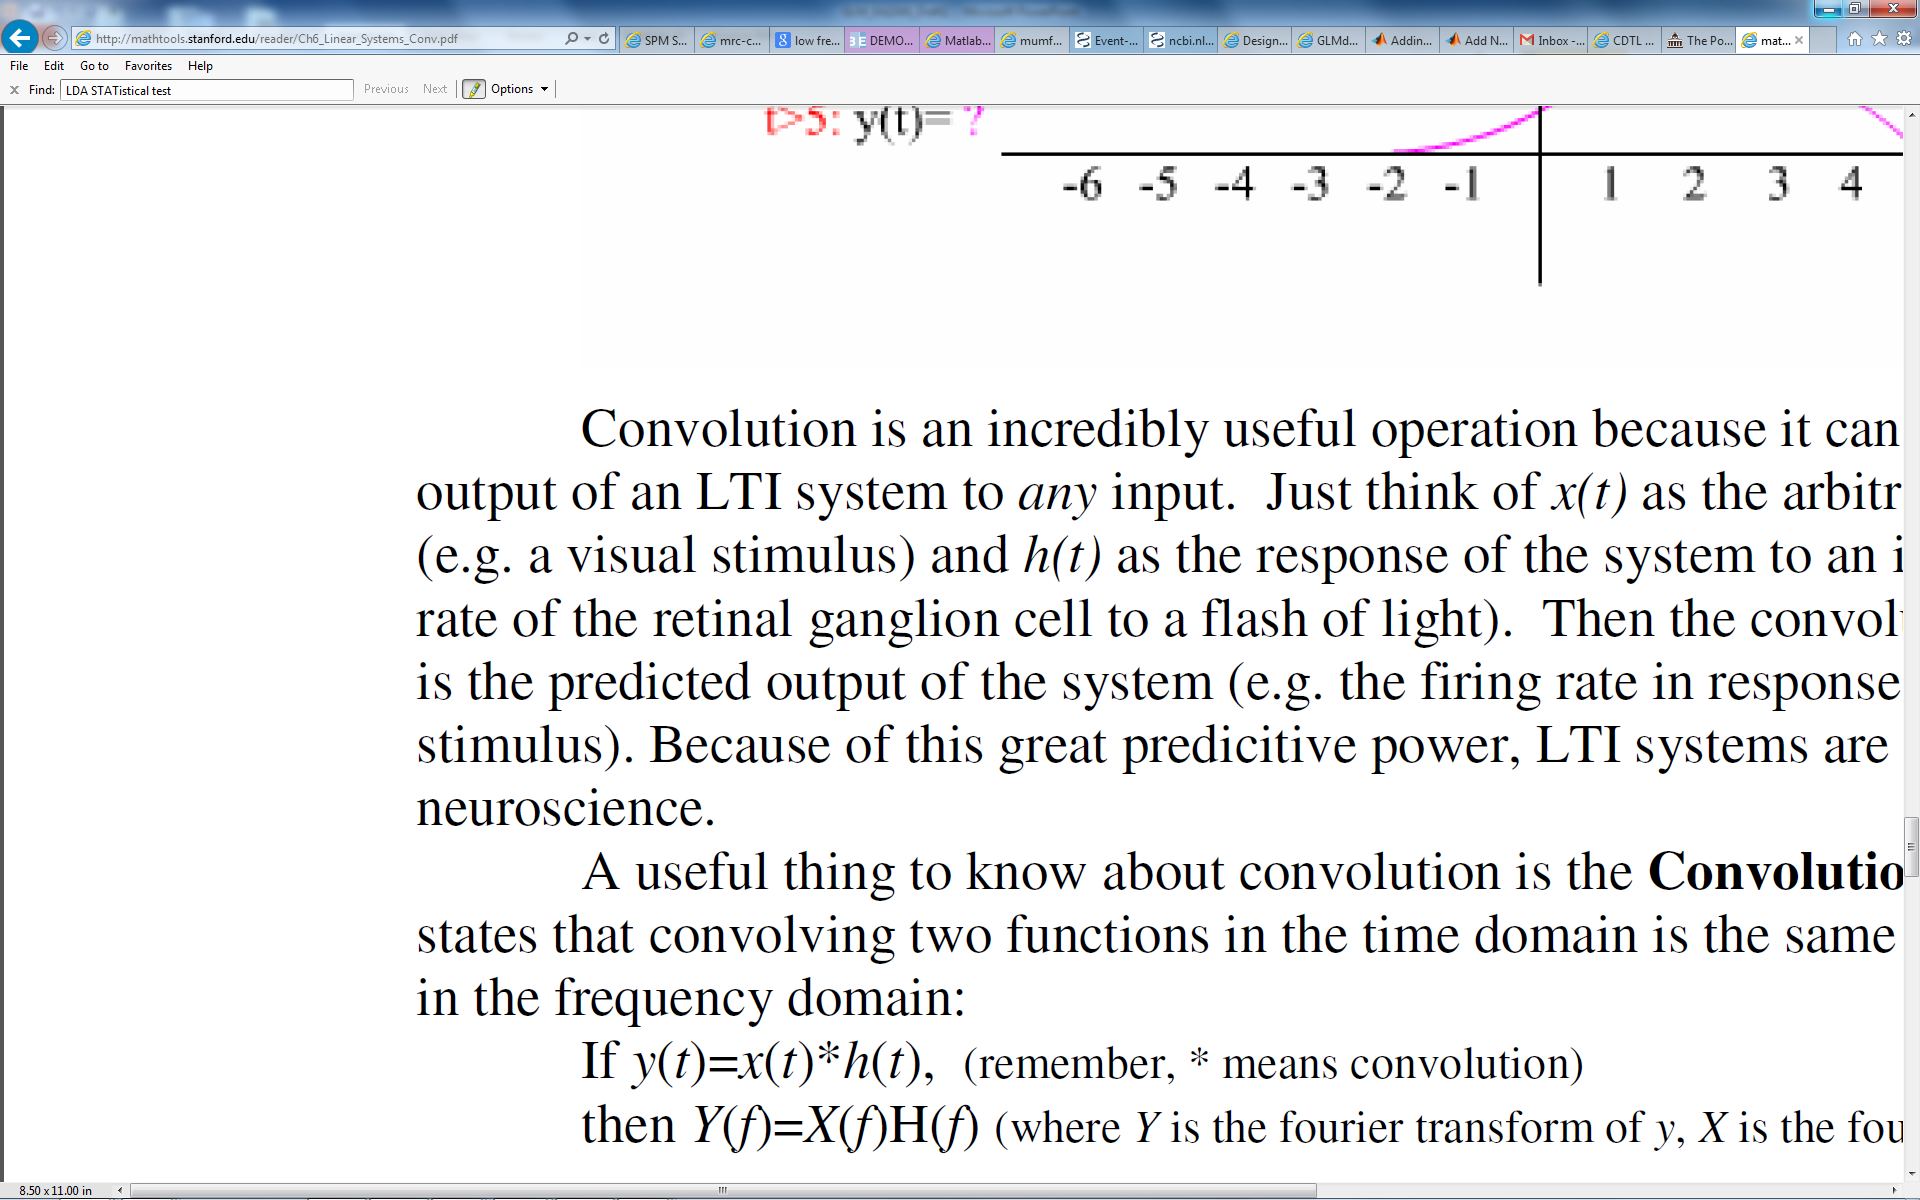 http://mathtools.stanford.edu/reader/Ch6_Linear_Systems_Conv.pdf
SPM S...
mrc-c...
low fre...
DEMO...
Matlab...
mumf...
Event-...
ncbi.nl...
Design...
GLMd...
Addin...
Add N...
Inbox -...
CDTL ...
The Po...
mat...
File Edit Go to Favorites Help
x Find: LDA STATistical test Previous Next Options
t>5: y(t)= ?
-6 -5 -4 -3 -2 -1 1 2 3 4
Convolution is an incredibly useful operation because it can
output of an LTI system to any input. Just think of x(t) as the arbitr
(e.g. a visual stimulus) and h(t) as the response of the system to an i
rate of the retinal ganglion cell to a flash of light). Then the convol
is the predicted output of the system (e.g. the firing rate in response
stimulus). Because of this great predicitive power, LTI systems are
neuroscience.
A useful thing to know about convolution is the Convolutio
states that convolving two functions in the time domain is the same
in the frequency domain:
If y(t)=x(t)*h(t), (remember, * means convolution)
then Y(f)=X(f)H(f) (where Y is the fourier transform of y, X is the fou
8.50 x 11.00 in